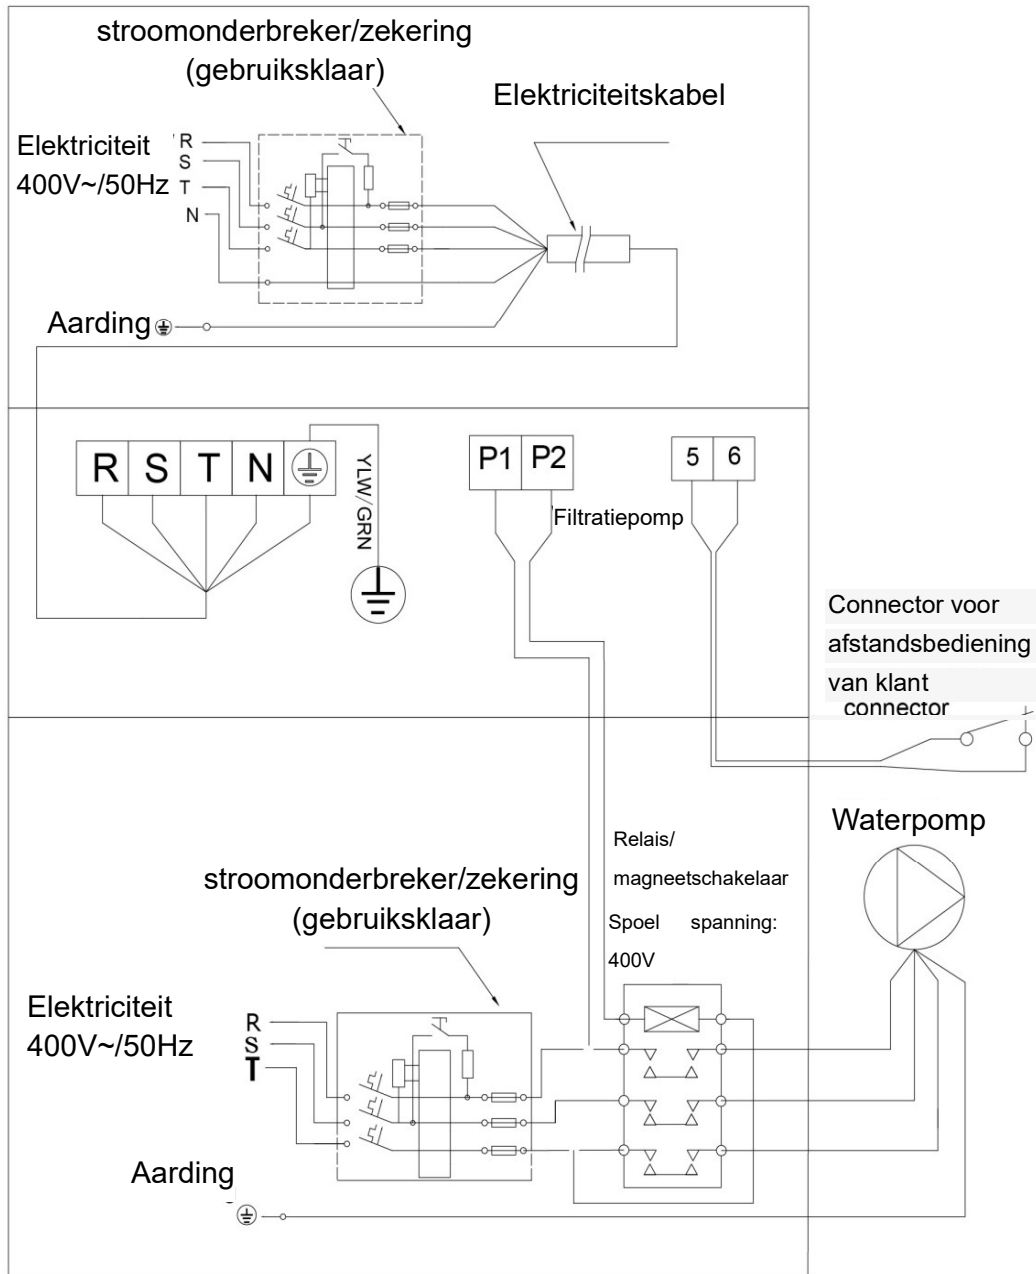 stroomonderbreker/zekering
(gebruiksklaar)
Elektriciteitskabel
Elektriciteit
400V~/50Hz
R
S
T
N
Aarding
R S T N
YLW/GRN
P1 P2
Filtratiepomp
5 6
Connector voor
afstandsbediening
van klant
connector
Waterpomp
Relais/
magneetschakelaar
Spoel spanning:
400V
stroomonderbreker/zekering
(gebruiksklaar)
Elektriciteit
400V~/50Hz
R
S
T
Aarding